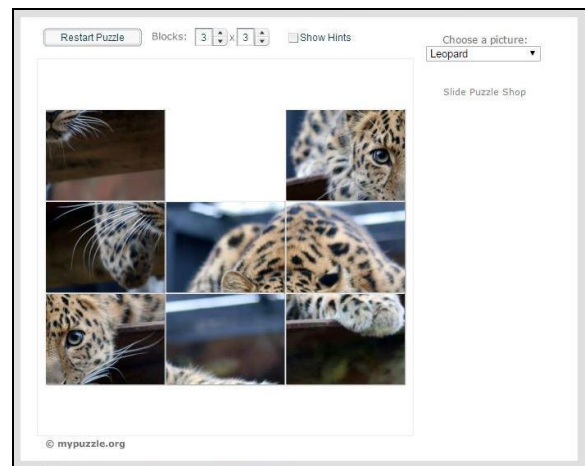 Restart Puzzle Blocks: 3 x 3 Show Hints
Choose a picture:
Leopard
Slide Puzzle Shop
© mypuzzle.org